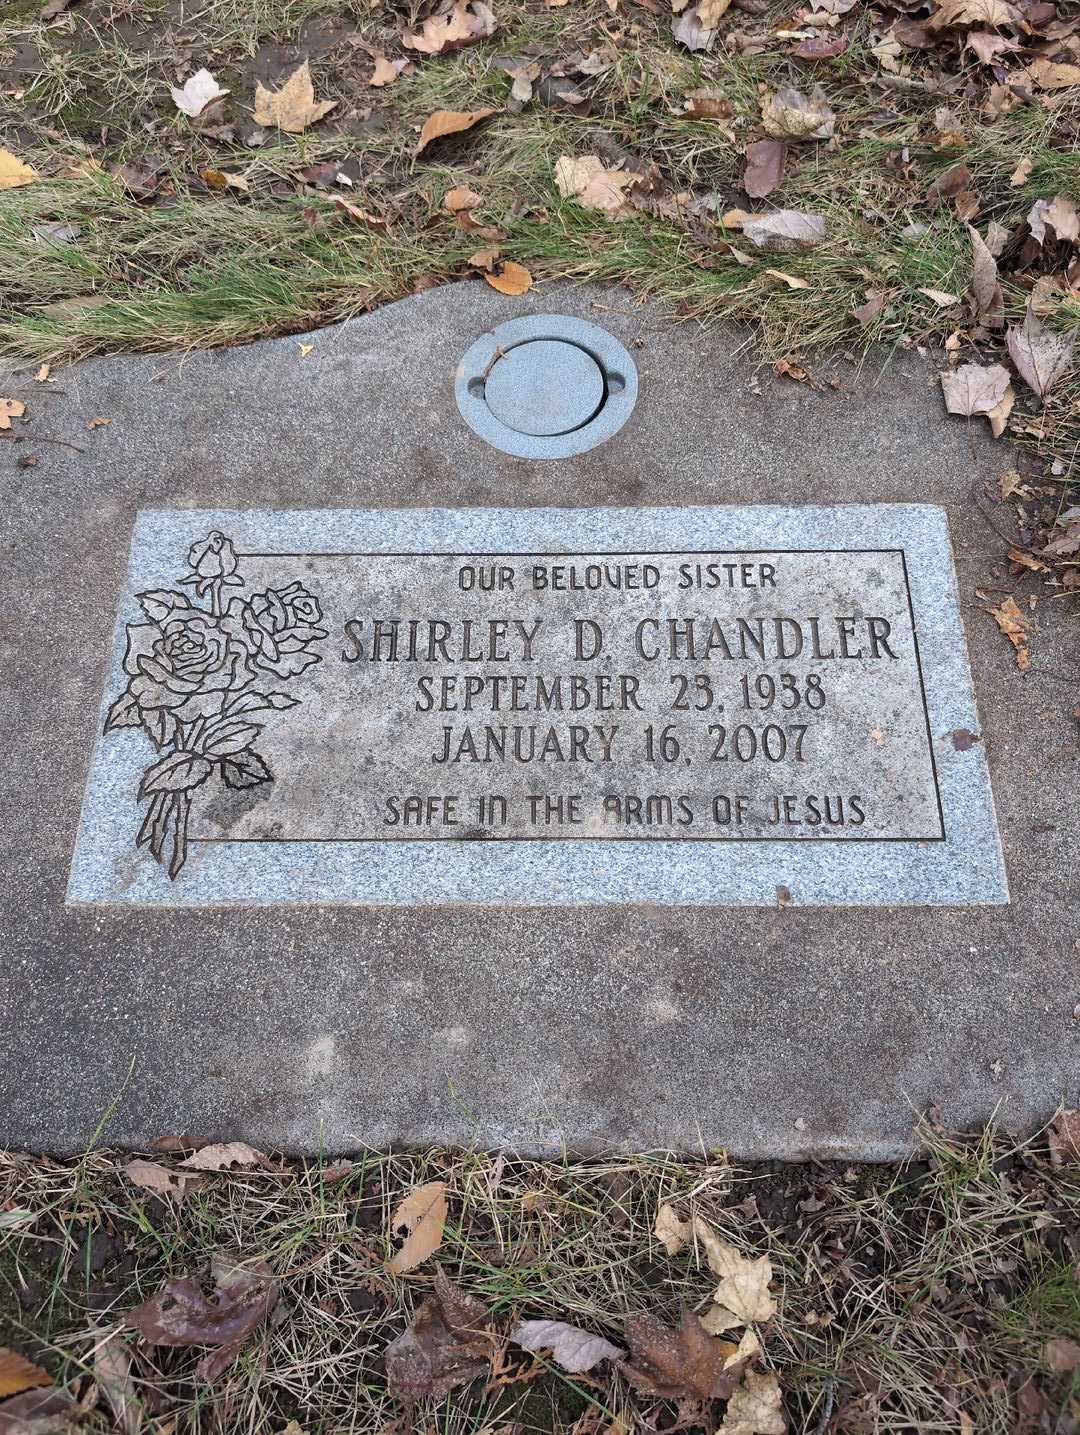 OUR BELOVED SISTER
SHIRLEY D. CHANDLER
SEPTEMBER 23, 1938
JANUARY 16, 2007
SAFE IN THE ARMS OF JESUS